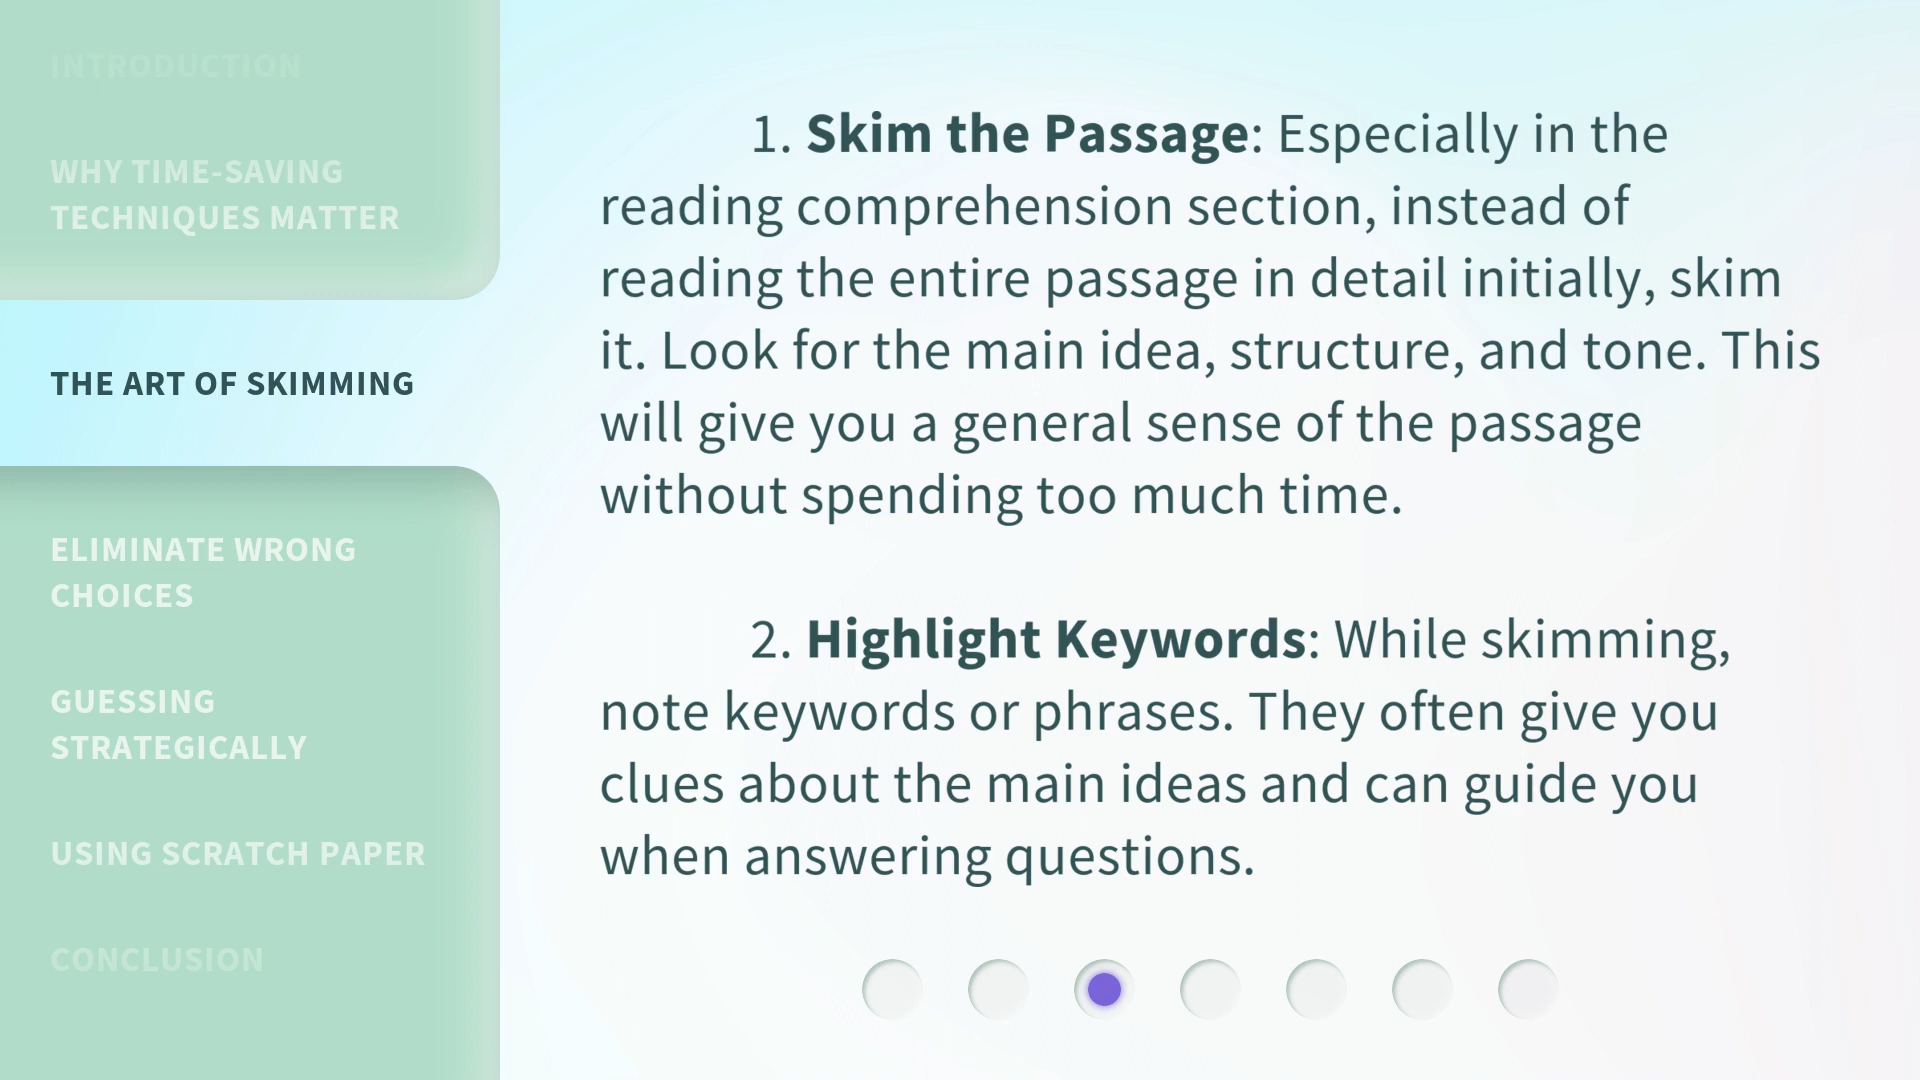 INTRODUCTION
WHY TIME-SAVING
TECHNIQUES MATTER
THE ART OF SKIMMING
ELIMINATE WRONG
CHOICES
GUESSING
STRATEGICALLY
USING SCRATCH PAPER
CONCLUSION
1. Skim the Passage: Especially in the
reading comprehension section, instead of
reading the entire passage in detail initially, skim
it. Look for the main idea, structure, and tone. This
will give you a general sense of the passage
without spending too much time.
2. Highlight Keywords: While skimming,
note keywords or phrases. They often give you
clues about the main ideas and can guide you
when answering questions.